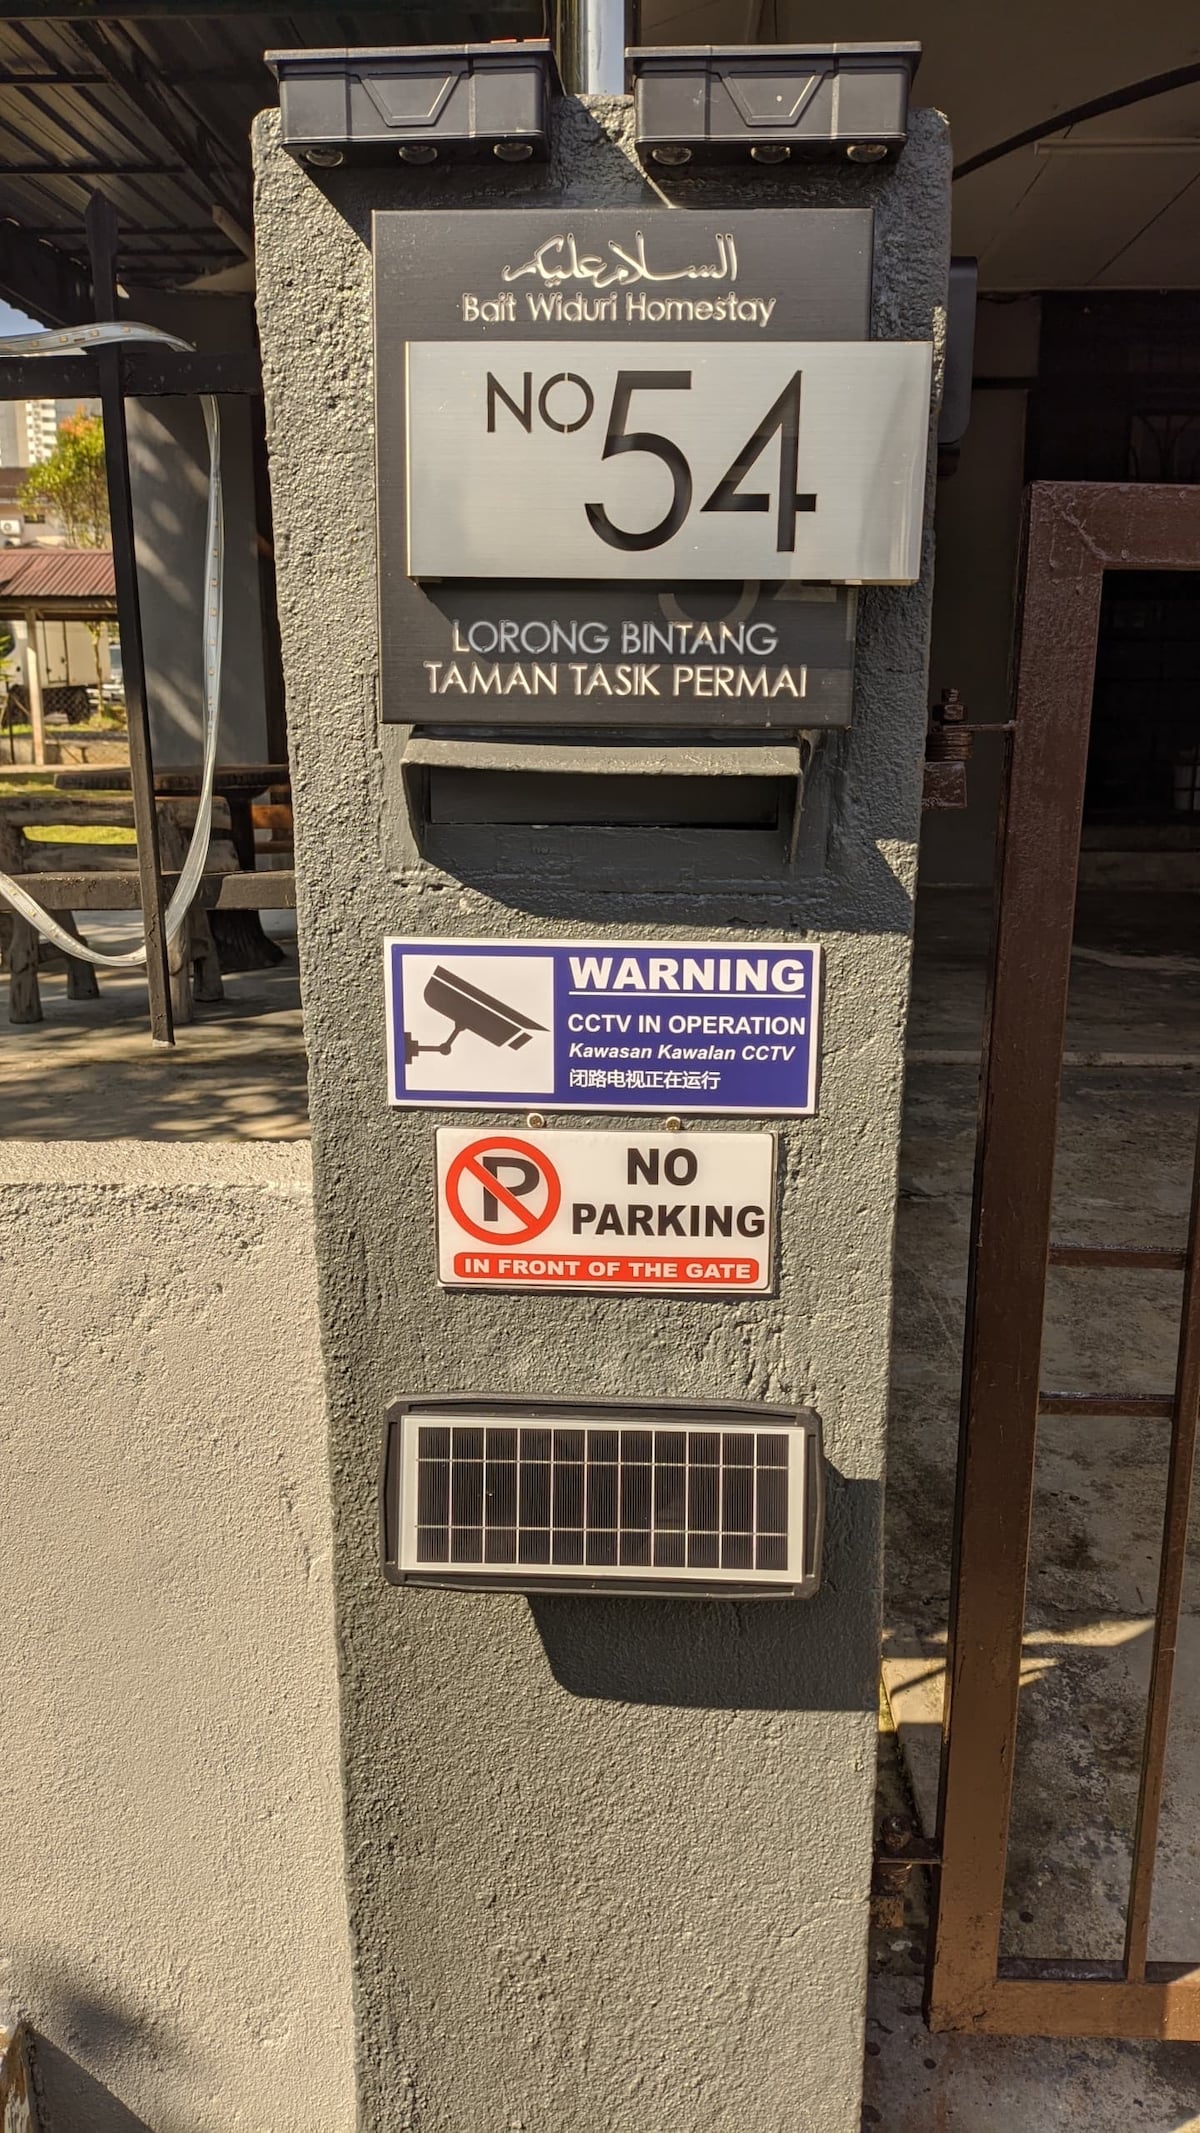 السلام عليكم
Bait Widuri Homestay
NO 54
LORONG BINTANG
TAMAN TASIK PERMAI
WARNING
CCTV IN OPERATION
Kawasan Kawalan CCTV
闭路电视正在运行
P
NO
PARKING
IN FRONT OF THE GATE